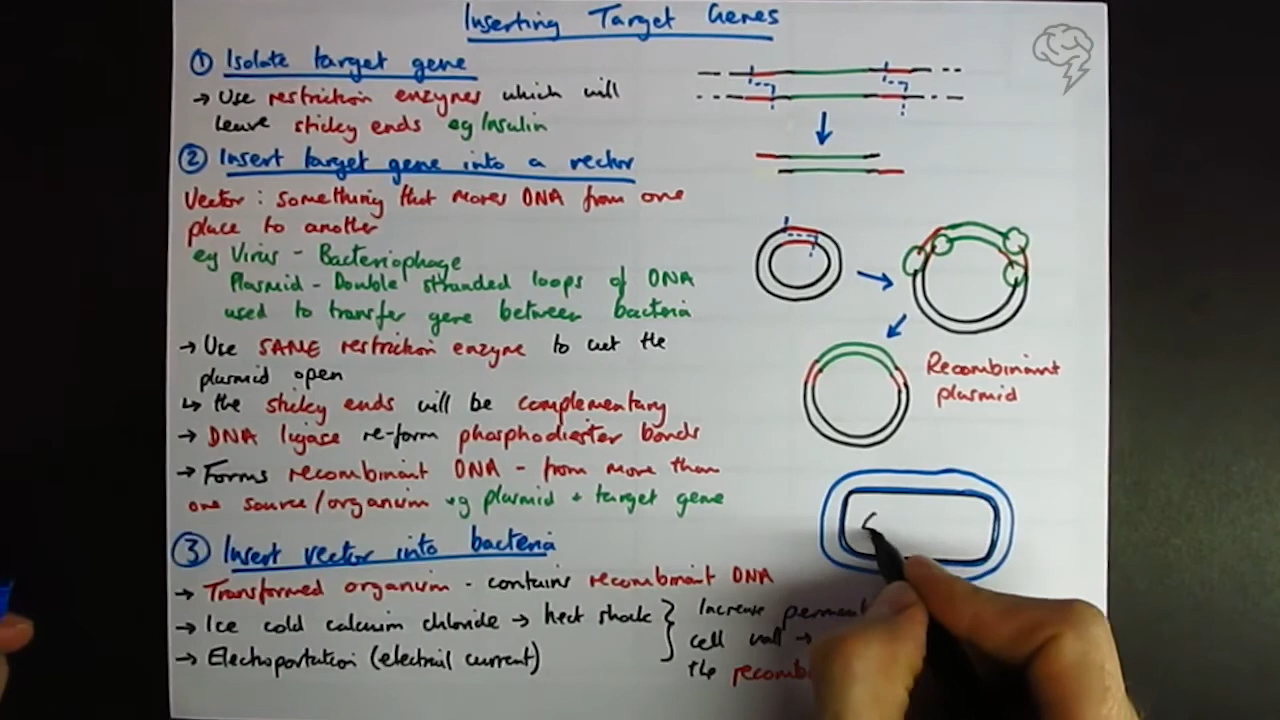 Inserting Target Genes
① Isolate target gene
→ Use restriction enzymes which will
leave sticky ends eg Insulin
② Insert target gene into a vector
Vector : something that moves DNA from one
place to another
eg Virus - Bacteriophage
Plasmid - Double stranded loops of DNA
used to transfer gene between bacteria
→ Use SAME restriction enzyme to cut the
plasmid open
↳ the sticky ends will be complementary
→ DNA ligase re-form phosphodiester bonds
→ Forms recombinant DNA - from more than
one source/organism eg plasmid + target gene
Recombinant
plasmid
③ Insert vector into bacteria
→ Transformed organism - contains recombinant DNA
→ Ice cold calcium chloride → heat shock
→ Electroportation (electrical current)
Increase
cell wall →
the